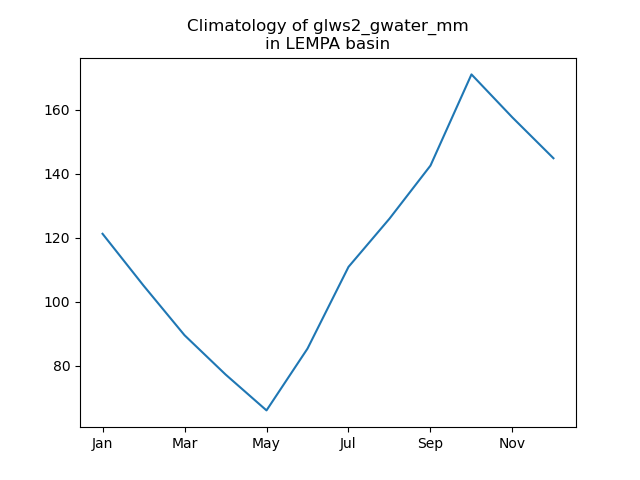 Climatology of glws2_gwater_mm
in LEMPA basin
160
140
120
100
80
Jan
Mar
May
Jul
Sep
Nov